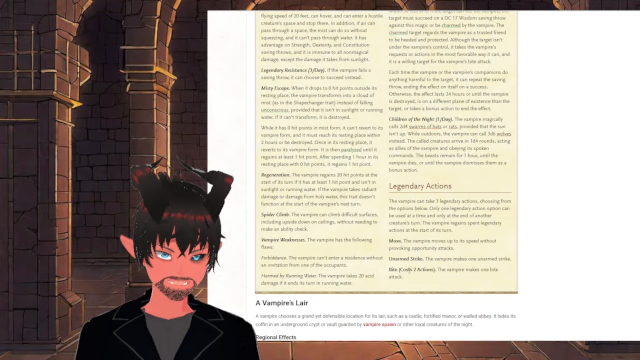 flying speed of 20 feet, can hover, and can enter a hostile
creature's space and stop there. In addition, if air can
pass through a space, the mist can do so without
squeezing, and it can't pass through water. It has
advantage on Strength, Dexterity, and Constitution
saving throws, and it is immune to all nonmagical
damage, except the damage it takes from sunlight.
Legendary Resistance (3/Day). If the vampire fails a
saving throw, it can choose to succeed instead.
Misty Escape. When it drops to 0 hit points outside its
resting place, the vampire transforms into a cloud of
mist (as in the Shapechanger trait) instead of falling
unconscious, provided that it isn't in sunlight or running
water. If it can't transform, it is destroyed.
While it has 0 hit points in mist form, it can't revert to its
vampire form, and it must reach its resting place within
2 hours or be destroyed. Once in its resting place, it
reverts to its vampire form. It is then paralyzed until it
regains at least 1 hit point. After spending 1 hour in its
resting place with 0 hit points, it regains 1 hit point.
Regeneration. The vampire regains 20 hit points at the
start of its turn if it has at least 1 hit point and isn't in
sunlight or running water. If the vampire takes radiant
damage or damage from holy water, this trait doesn't
function at the start of the vampire's next turn.
Spider Climb. The vampire can climb difficult surfaces,
including upside down on ceilings, without needing to
make an ability check.
Vampire Weaknesses. The vampire has the following
flaws:
Forbiddance. The vampire can't enter a residence without
an invitation from one of the occupants.
Harmed by Running Water. The vampire takes 20 acid
damage if it ends its turn in running water.
target must succeed on a DC 17 Wisdom saving throw
against this magic or be charmed by the vampire. The
charmed target regards the vampire as a trusted friend
to be heeded and protected. Although the target isn't
under the vampire's control, it takes the vampire's
requests or actions in the most favorable way it can, and
it is a willing target for the vampire's bite attack.
Each time the vampire or the vampire's companions do
anything harmful to the target, it can repeat the saving
throw, ending the effect on itself on a success.
Otherwise, the effect lasts 24 hours or until the vampire
is destroyed, is on a different plane of existence than the
target, or takes a bonus action to end the effect.
Children of the Night (1/Day). The vampire magically
calls 2d4 swarms of bats or rats, provided that the sun
isn't up. While outdoors, the vampire can call 3d6 wolves
instead. The called creatures arrive in 1d4 rounds, acting
as allies of the vampire and obeying its spoken
commands. The beasts remain for 1 hour, until the
vampire dies, or until the vampire dismisses them as a
bonus action.
Legendary Actions
The vampire can take 3 legendary actions, choosing from
the options below. Only one legendary action option can
be used at a time and only at the end of another
creature's turn. The vampire regains spent legendary
actions at the start of its turn.
Move. The vampire moves up to its speed without
provoking opportunity attacks.
Unarmed Strike. The vampire makes one unarmed strike.
Bite (Costs 2 Actions). The vampire makes one bite
attack.
A Vampire's Lair
A vampire chooses a grand yet defensible location for its lair, such as a castle, fortified manor, or walled abbey. It hides its
coffin in an underground crypt or vault guarded by vampire spawn or other loyal creatures of the night.
Regional Effects